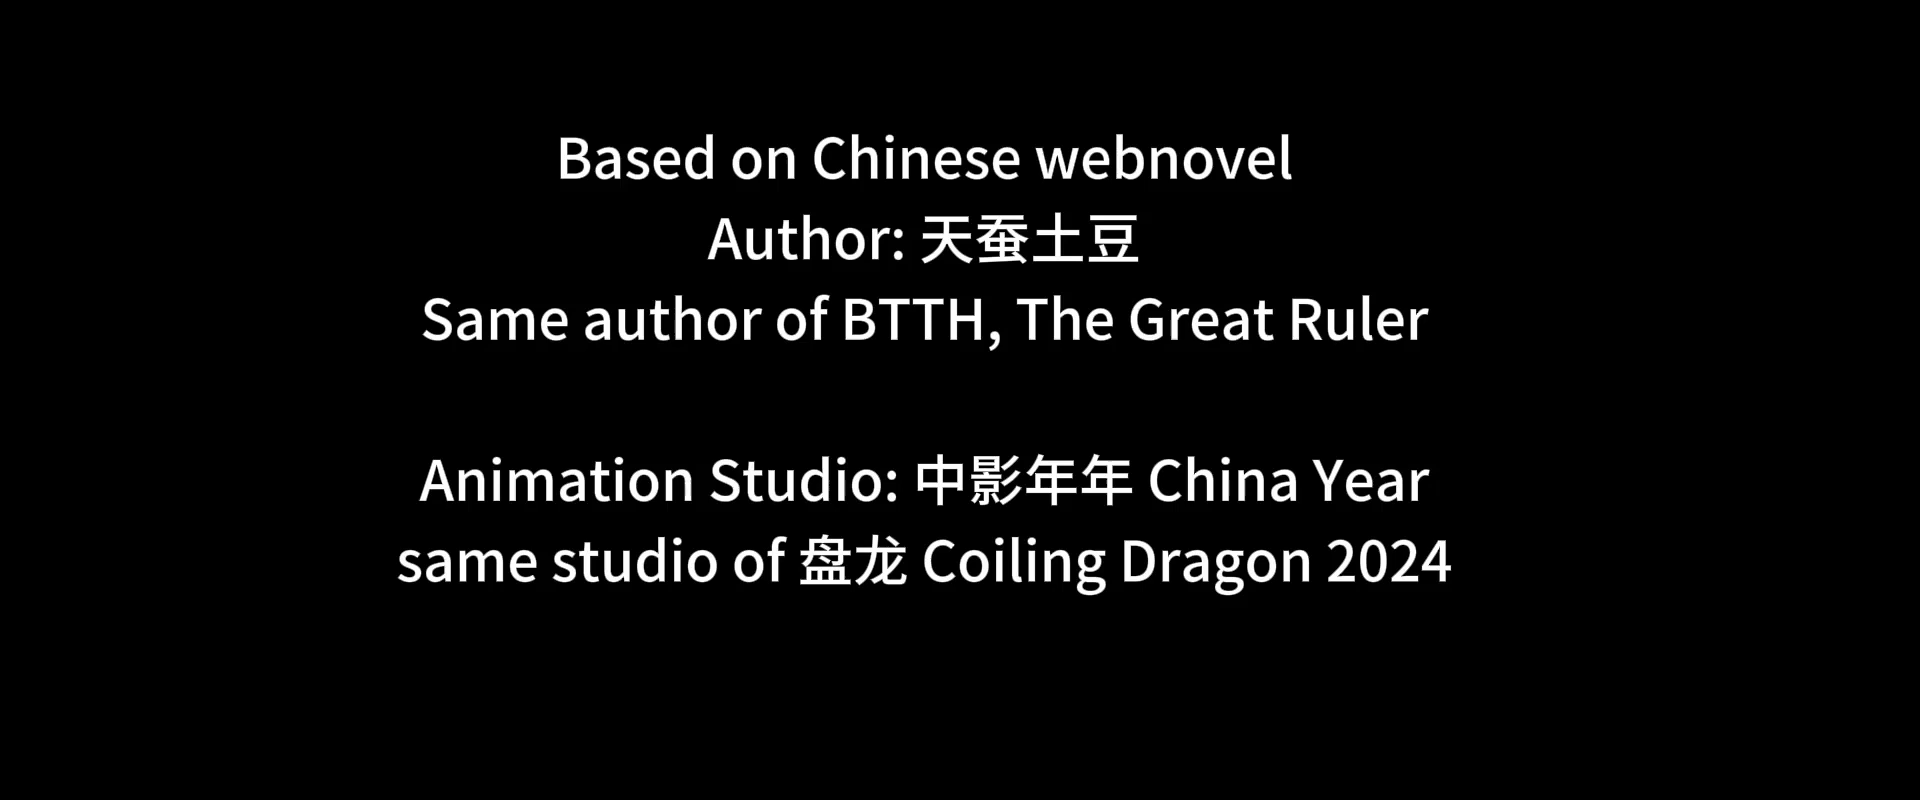 Based on Chinese webnovel
Author: 天蚕土豆
Same author of BTTH, The Great Ruler
Animation Studio: 中影年年 China Year
same studio of 盘龙 Coiling Dragon 2024